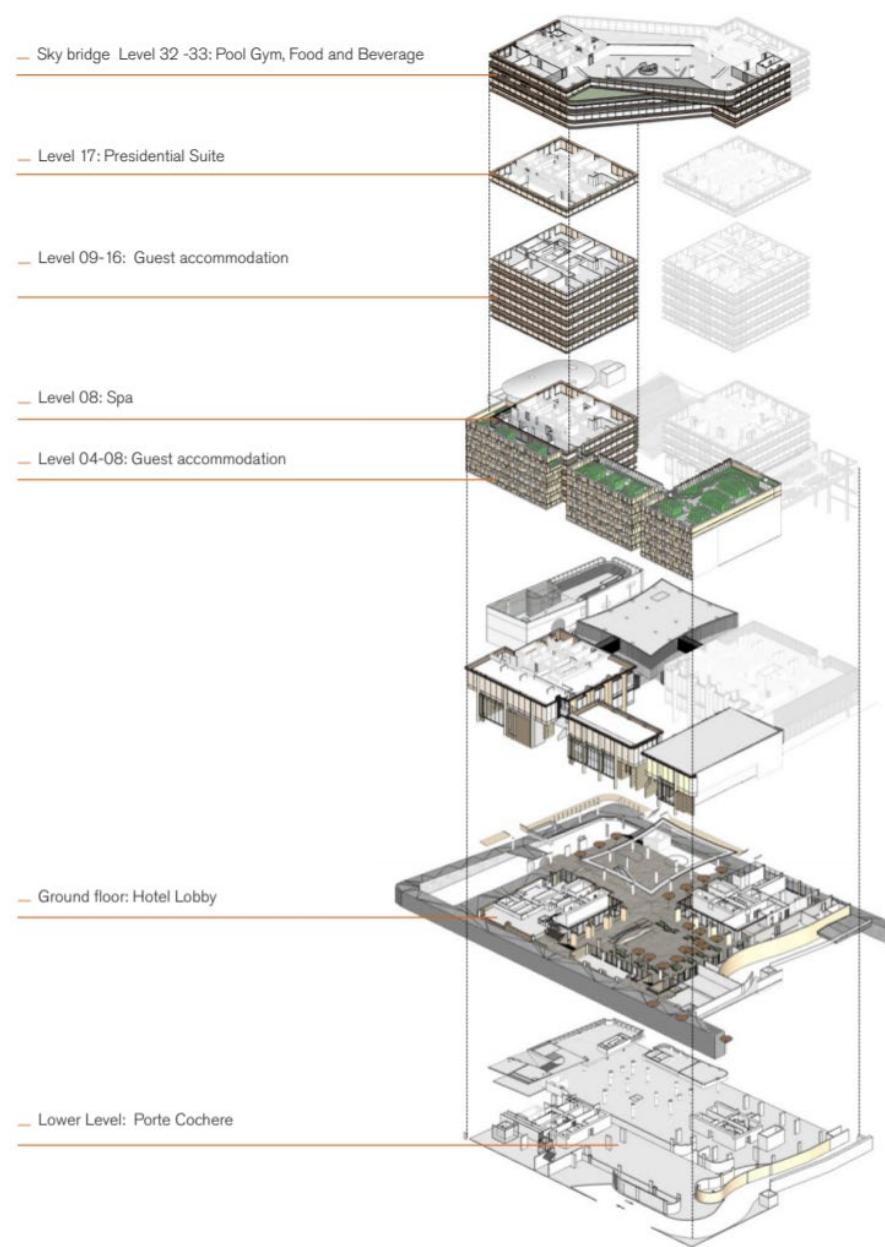 Sky bridge  Level 32 -33: Pool Gym, Food and Beverage
Level 17: Presidential Suite
Level 09-16:  Guest accommodation
Level 08: Spa
Level 04-08: Guest accommodation
Ground floor: Hotel Lobby
Lower Level:  Porte Cochere